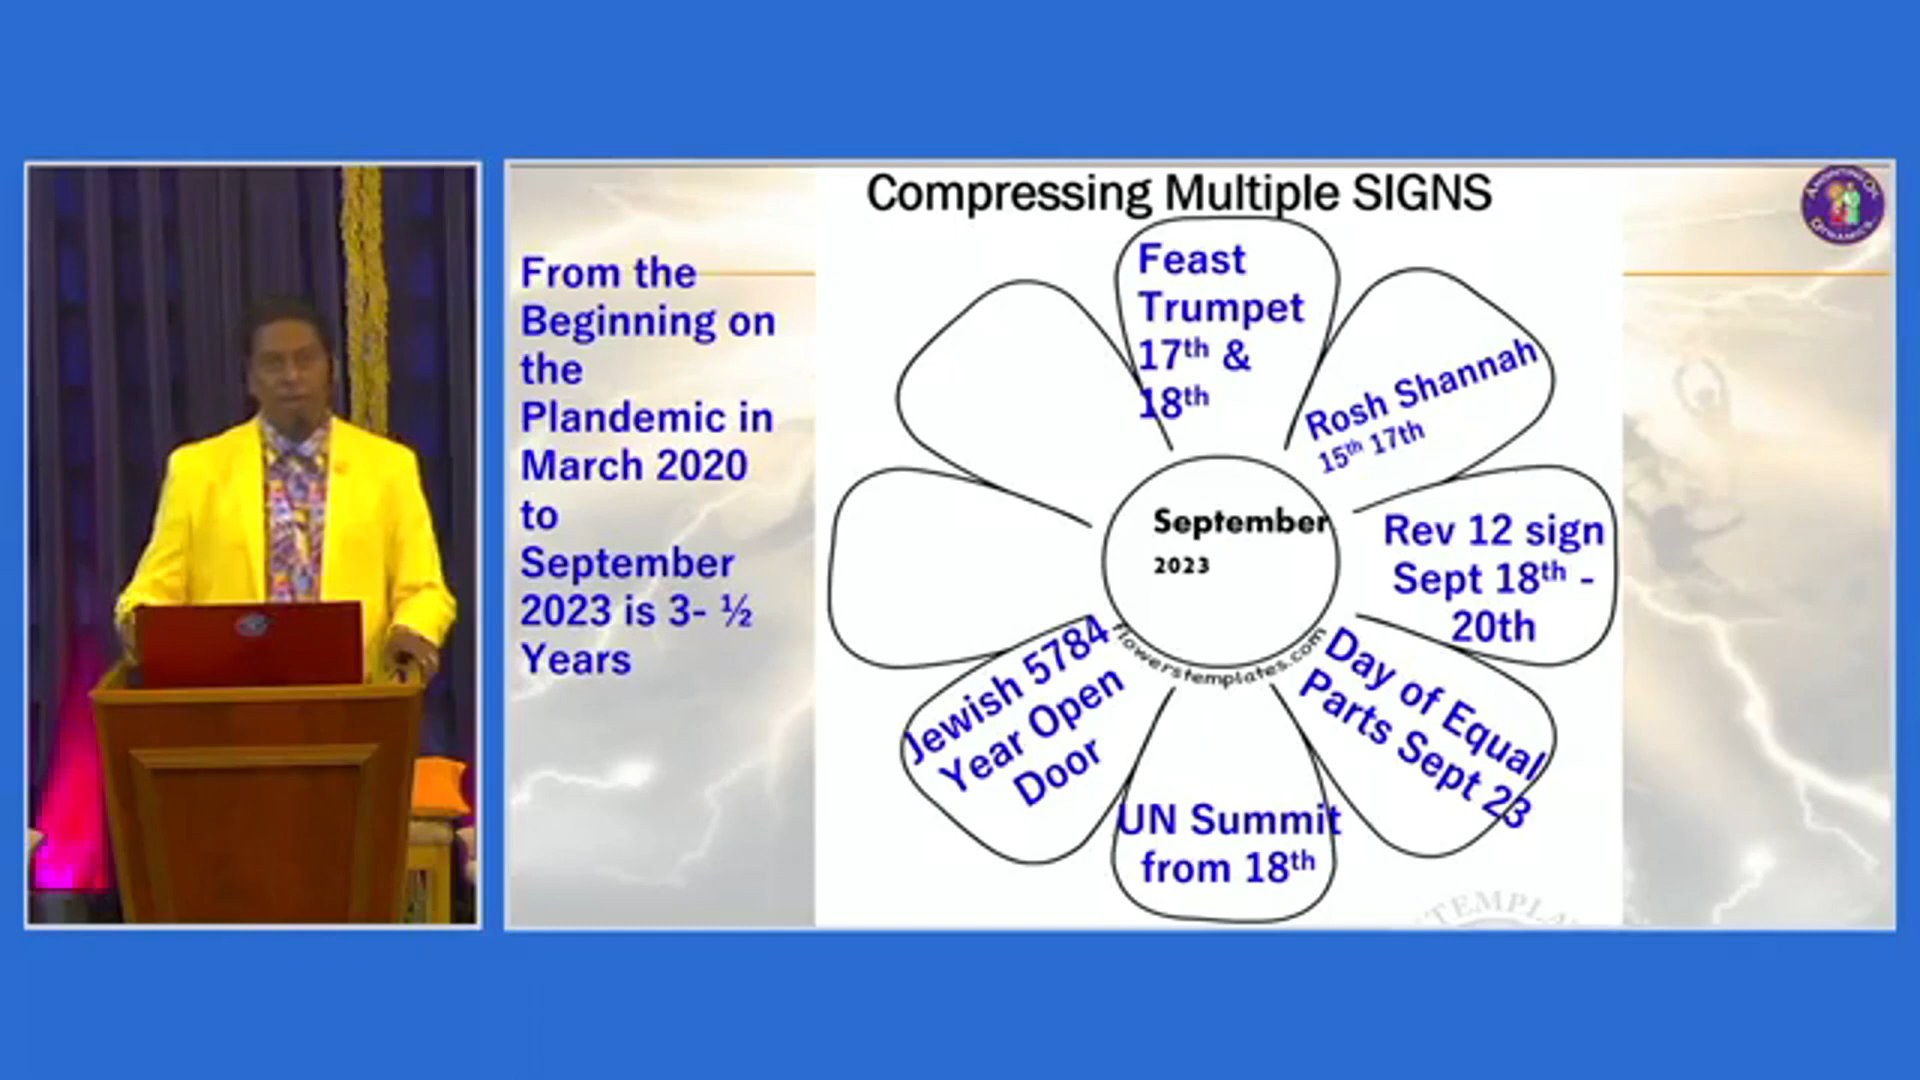 Compressing Multiple SIGNS
From the
Beginning on
the
Plandemic in
March 2020
to
September
2023 is 3- ½
Years
Feast
Trumpet
17th &
18th
Rosh Shannah
15th 17th
Rev 12 sign
Sept 18th -
20th
Day of Equal
Parts Sept 23
UN Summit
from 18th
Jewish 5784
Year Open
Door
September
2023
flowerstemplates.com